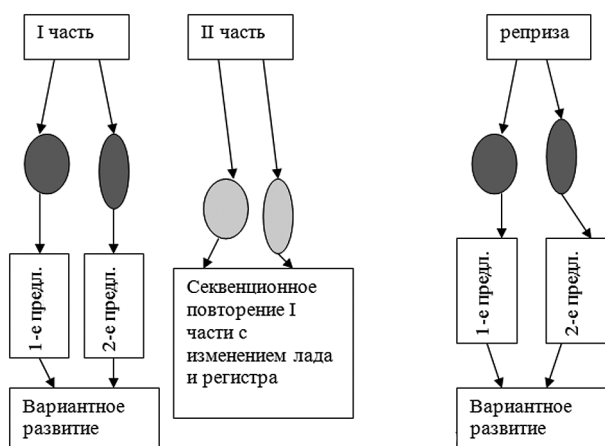 I часть
II часть
реприза
1-е предл.
2-е предл.
1-е предл.
2-е предл.
Секвенционное
повторение I
части с
изменением лада
и регистра
Вариантное
развитие
Вариантное
развитие